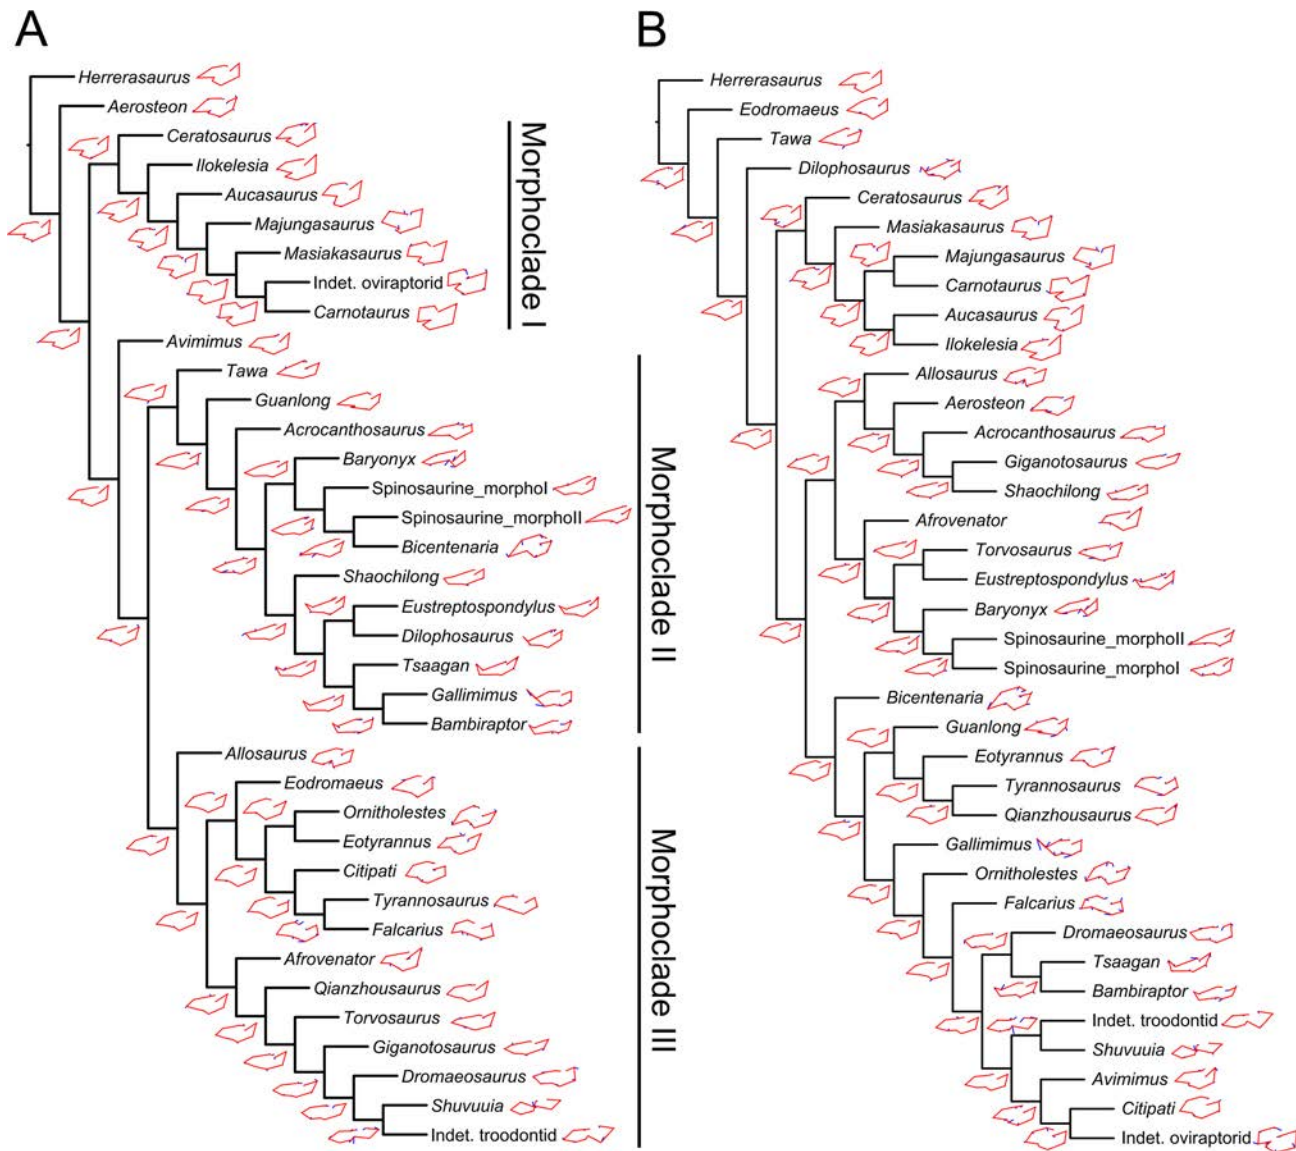 A
Herrerasaurus
Aerosteon
Ceratosaurus
Ilokelesia
Aucasaurus
Majungasaurus
Masiakasaurus
Indet. oviraptorid
Carnotaurus
Morphoclade I
Avimimus
Tawa
Guanlong
Acrocanthosaurus
Baryonyx
Spinosaurine_morphoI
Spinosaurine_morphoII
Bicentenaria
Shaochilong
Eustreptospondylus
Dilophosaurus
Tsaagan
Gallimimus
Bambiraptor
Morphoclade II
Allosaurus
Eodromaeus
Ornitholestes
Eotyrannus
Citipati
Tyrannosaurus
Falcarius
Afrovenator
Qianzhousaurus
Torvosaurus
Giganotosaurus
Dromaeosaurus
Shuvuuia
Indet. troodontid
Morphoclade III
B
Herrerasaurus
Eodromaeus
Tawa
Dilophosaurus
Ceratosaurus
Masiakasaurus
Majungasaurus
Carnotaurus
Aucasaurus
Ilokelesia
Allosaurus
Aerosteon
Acrocanthosaurus
Giganotosaurus
Shaochilong
Afrovenator
Torvosaurus
Eustreptospondylus
Baryonyx
Spinosaurine_morphoII
Spinosaurine_morphoI
Bicentenaria
Guanlong
Eotyrannus
Tyrannosaurus
Qianzhousaurus
Gallimimus
Ornitholestes
Falcarius
Dromaeosaurus
Tsaagan
Bambiraptor
Indet. troodontid
Shuvuuia
Avimimus
Citipati
Indet. oviraptorid